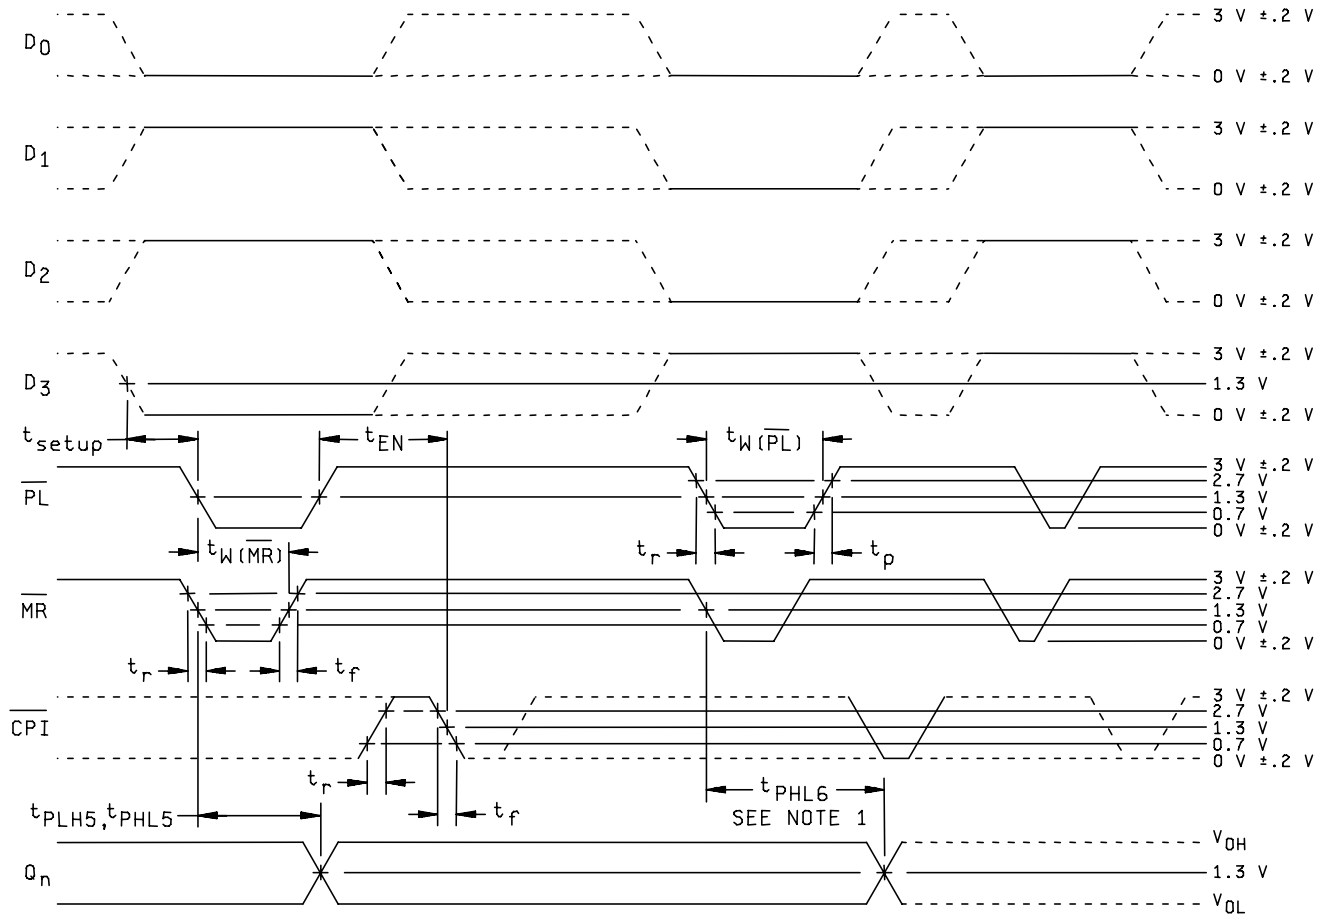 D0
3 V ±.2 V
0 V ±.2 V
D1
3 V ±.2 V
0 V ±.2 V
D2
3 V ±.2 V
0 V ±.2 V
D3
3 V ±.2 V
1.3 V
0 V ±.2 V
tsetup
tEN
tW(PL)
PL
3 V ±.2 V
2.7 V
1.3 V
0.7 V
0 V ±.2 V
tW(MR)
tr
tp
MR
3 V ±.2 V
2.7 V
1.3 V
0.7 V
0 V ±.2 V
tr
tf
CPI
3 V ±.2 V
2.7 V
1.3 V
0.7 V
0 V ±.2 V
tr
tf
tPLH5,tPHL5
tPHL6
SEE NOTE 1
Qn
VOH
1.3 V
VOL